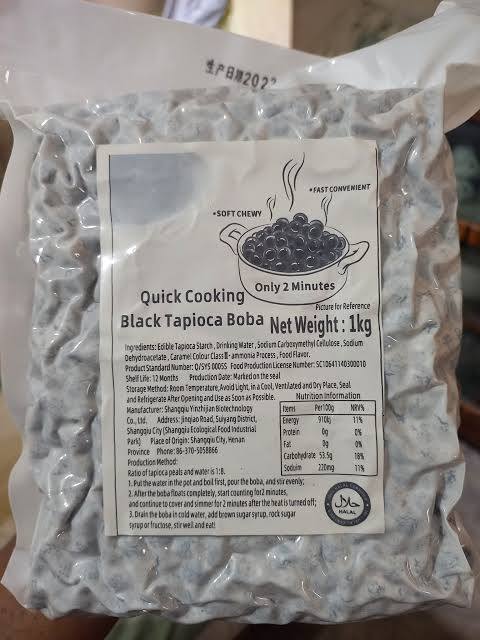 生产日期202
•FAST CONVENIENT
•SOFT CHEWY
Only 2 Minutes
Quick Cooking
Picture for Reference
Black Tapioca Boba Net Weight : 1kg
Ingredients: Edible Tapioca Starch , Drinking Water , Sodium Carboxymethyl Cellulose , Sodium
Dehydroacetate , Caramel Colour Class Ⅲ- ammonia Process , Food Flavor.
Product Standard Number: Q/SYS 0005S Food Production License Number: SC10641140300010
Shelf Life: 12 Months Production Date: Marked on the seal
Storage Method: Room Temperature, Avoid Light, in a Cool, Ventilated and Dry Place, Seal
and Refrigerate After Opening and Use as Soon as Possible.
Manufacturer: Shangqiu Yinzhijian Biotechnology
Co., Ltd. Address: Jinqiao Road, Suiyang District,
Shangqiu City (Shangqiu Ecological Food Industrial
Park) Place of Origin: Shangqiu City, Henan
Province Phone: 86-370-5058866
Production Method:
Ratio of tapioca peals and water is 1:8.
1. Put the water in the pot and boil first, pour the boba, and stir evenly;
2. After the boba floats completely, start counting for2 minutes,
and continue to cover and simmer for 2 minutes after the heat is turned off;
3. Drain the boba in cold water, add brown sugar syrup, rock sugar
syrup or fructose, stir well and eat!
Nutrition Information
Items Per100g NRV%
Energy 910kj 11%
Protein 0g 0%
Fat 0g 0%
Carbohydrate 53.5g 18%
Soduim 220mg 11%
حلال
HALAL